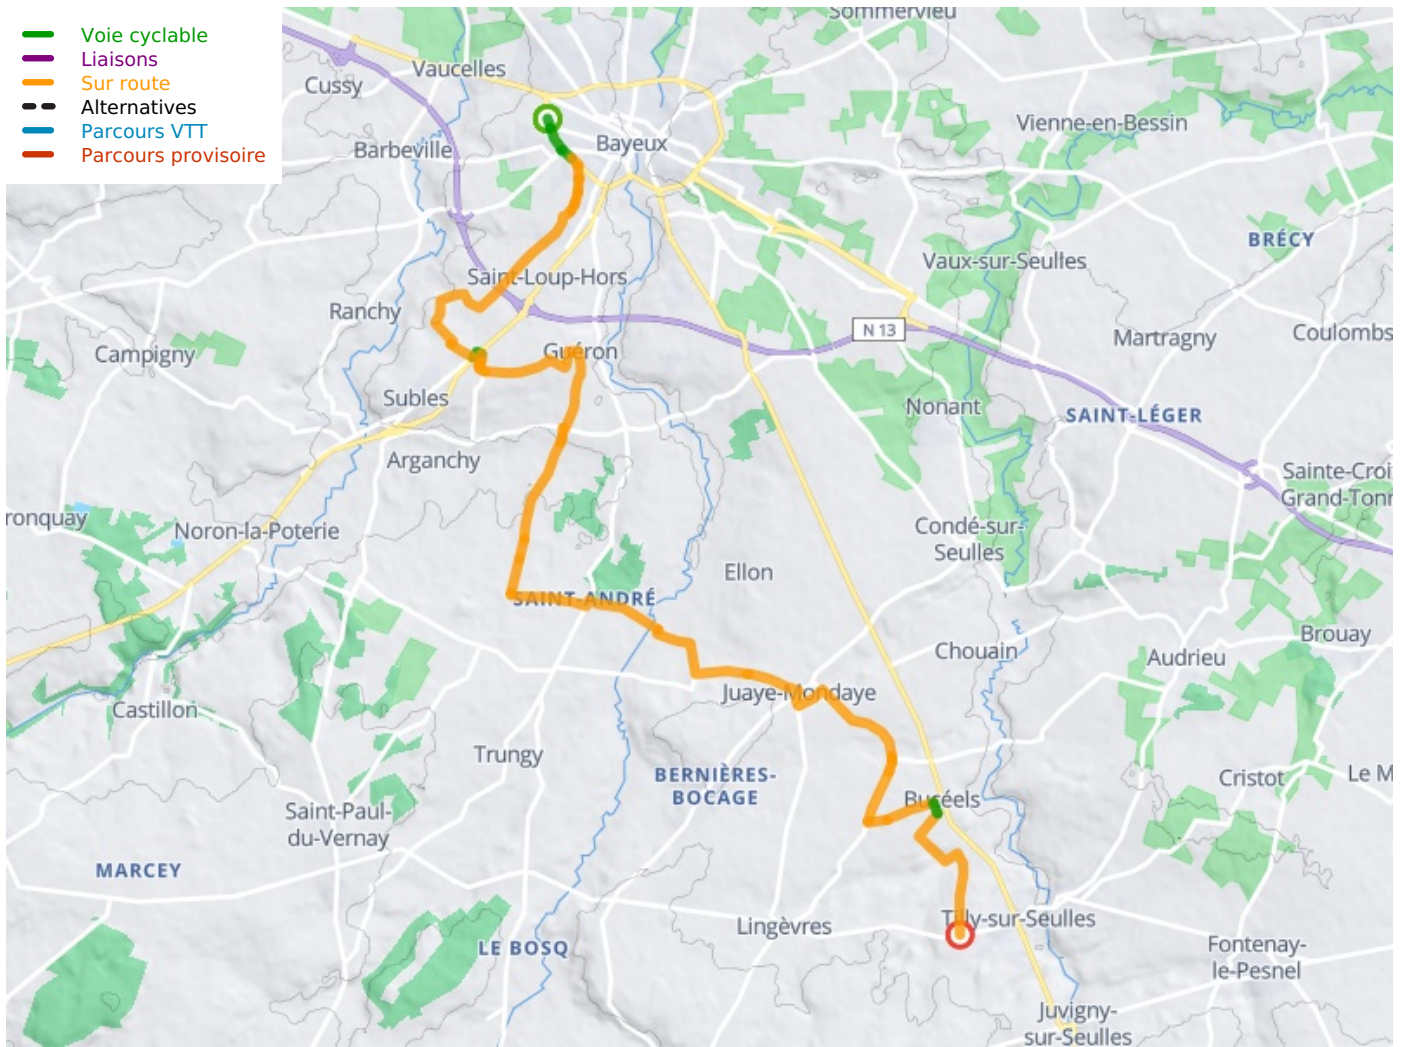 Voie cyclable
Liaisons
Sur route
Alternatives
Parcours VTT
Parcours provisoire
Sommervieu
Vaucelles
Cussy
Vienne-en-Bessin
Bayeux
Barbeville
BRÉCY
Vaux-sur-Seulles
Saint-Loup-Hors
Ranchy
N 13
Coulombs
Martragny
Guéron
Campigny
Subles
Nonant
SAINT-LÉGER
Arganchy
Sainte-Croi
Grand-Tonn
ronquay
Noron-la-Poterie
Condé-sur-
Seulles
Ellon
SAINT-ANDRÉ
Brouay
Chouain
Audrieu
Juaye-Mondaye
Castillon
Trungy
BERNIÈRES-
BOCAGE
Cristot
Le M
Bucéels
Saint-Paul-
du-Vernay
MARCEY
Tilly-sur-Seulles
Lingèvres
LE BOSQ
Fontenay-
le-Pesnel
Juvigny-
sur-Seulles